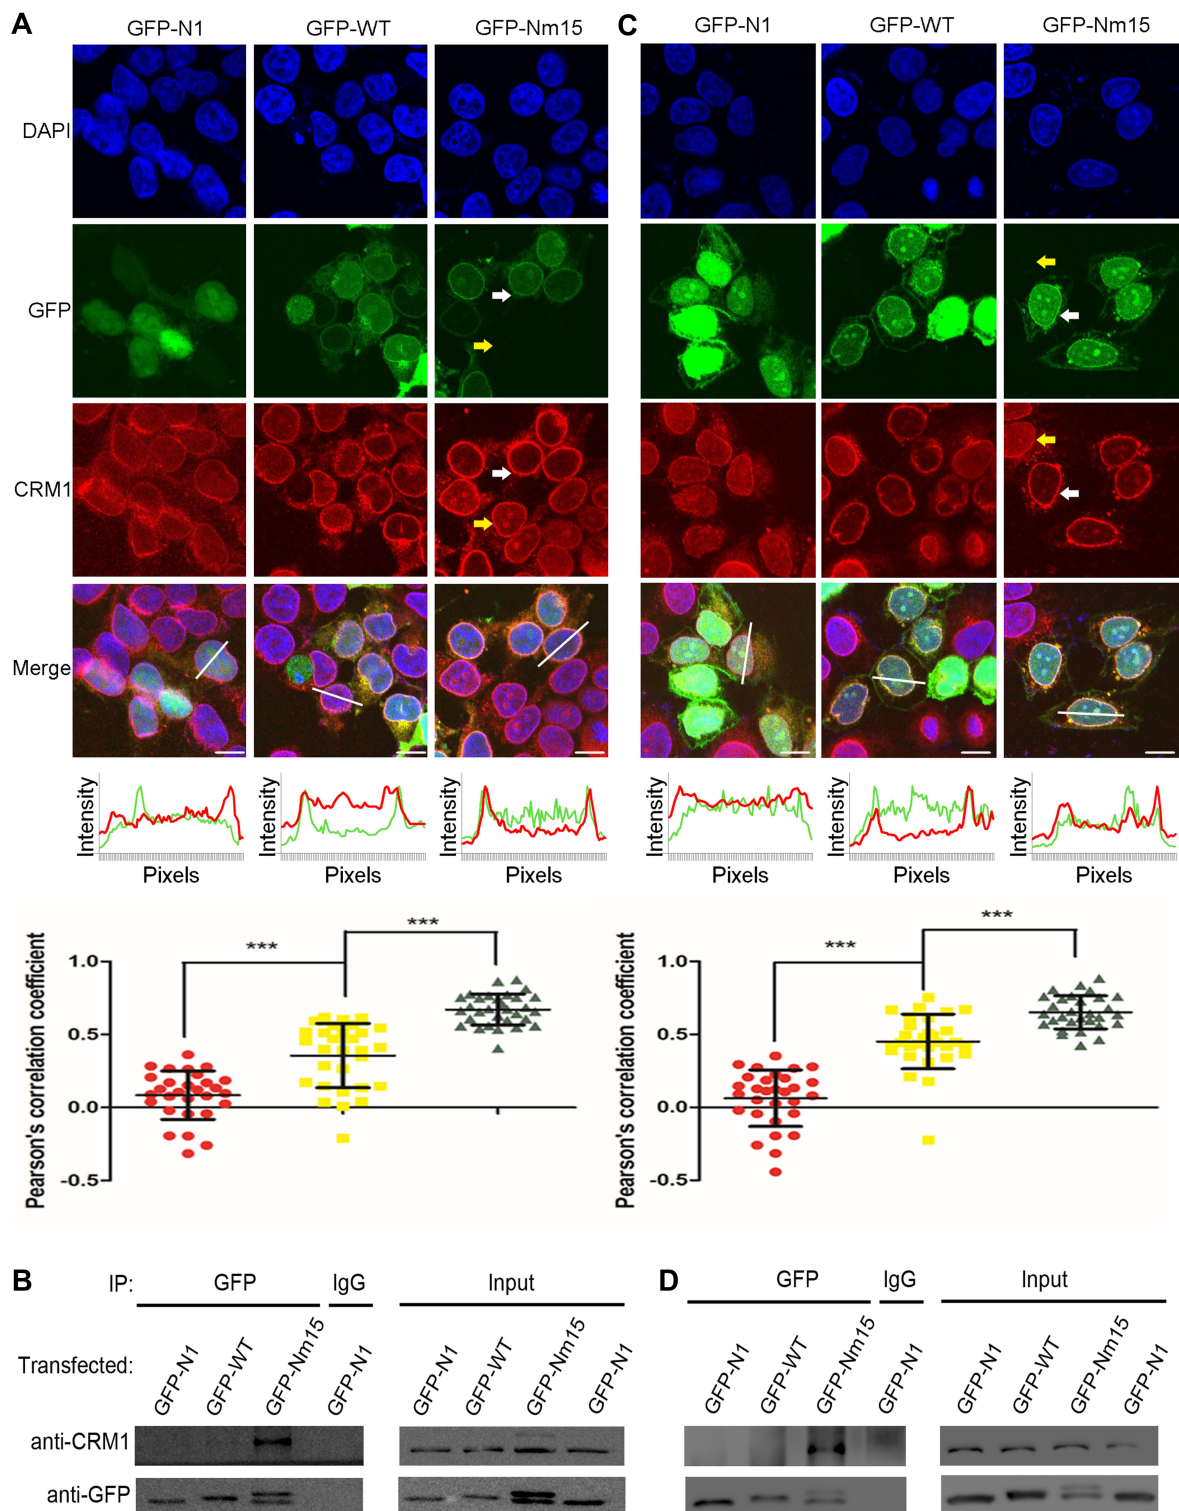 A GFP-N1 GFP-WT GFP-Nm15 C GFP-N1 GFP-WT GFP-Nm15
DAPI
GFP
CRM1
Merge
Intensity Intensity Intensity Intensity Intensity Intensity
Pixels Pixels Pixels Pixels Pixels Pixels
Pearson's correlation coefficient
1.0
0.5
0.0
-0.5
*** ***
Pearson's correlation coefficient
1.0
0.5
0.0
-0.5
*** ***
B IP: GFP IgG Input
Transfected: GFP-N1 GFP-WT GFP-Nm15 GFP-N1 GFP-N1 GFP-WT GFP-Nm15 GFP-N1
anti-CRM1
anti-GFP
D GFP IgG Input
GFP-N1 GFP-WT GFP-Nm15 GFP-N1 GFP-N1 GFP-WT GFP-Nm15 GFP-N1